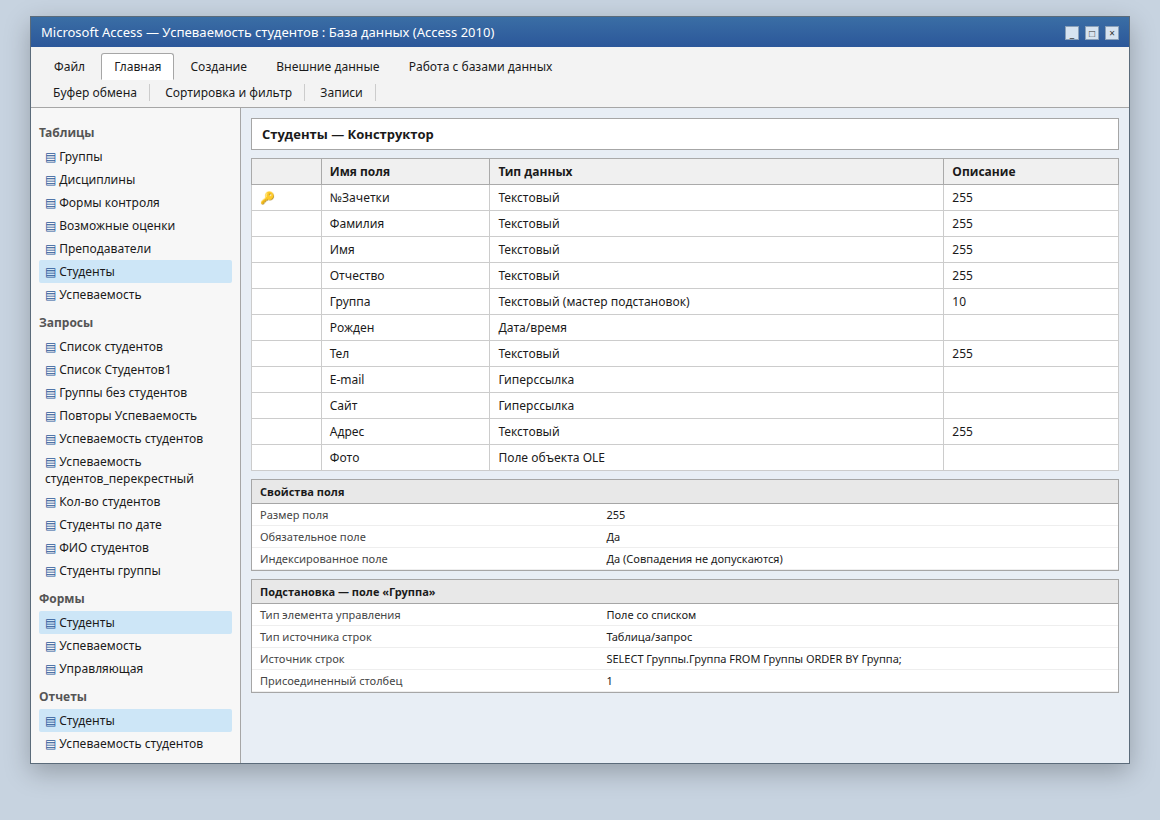 Microsoft Access — Успеваемость студентов : База данных (Access 2010)
Файл Главная Создание Внешние данные Работа с базами данных
Буфер обмена Сортировка и фильтр Записи
Таблицы
Группы
Дисциплины
Формы контроля
Возможные оценки
Преподаватели
Студенты
Успеваемость
Запросы
Список студентов
Список Студентов1
Группы без студентов
Повторы Успеваемость
Успеваемость студентов
Успеваемость
студентов_перекрестный
Кол-во студентов
Студенты по дате
ФИО студентов
Студенты группы
Формы
Студенты
Успеваемость
Управляющая
Отчеты
Студенты
Успеваемость студентов
Студенты — Конструктор
Имя поля Тип данных Описание
№Зачетки Текстовый 255
Фамилия Текстовый 255
Имя Текстовый 255
Отчество Текстовый 255
Группа Текстовый (мастер подстановок) 10
Рожден Дата/время
Тел Текстовый 255
E-mail Гиперссылка
Сайт Гиперссылка
Адрес Текстовый 255
Фото Поле объекта OLE
Свойства поля
Размер поля 255
Обязательное поле Да
Индексированное поле Да (Совпадения не допускаются)
Подстановка — поле «Группа»
Тип элемента управления Поле со списком
Тип источника строк Таблица/запрос
Источник строк SELECT Группы.Группа FROM Группы ORDER BY Группа;
Присоединенный столбец 1